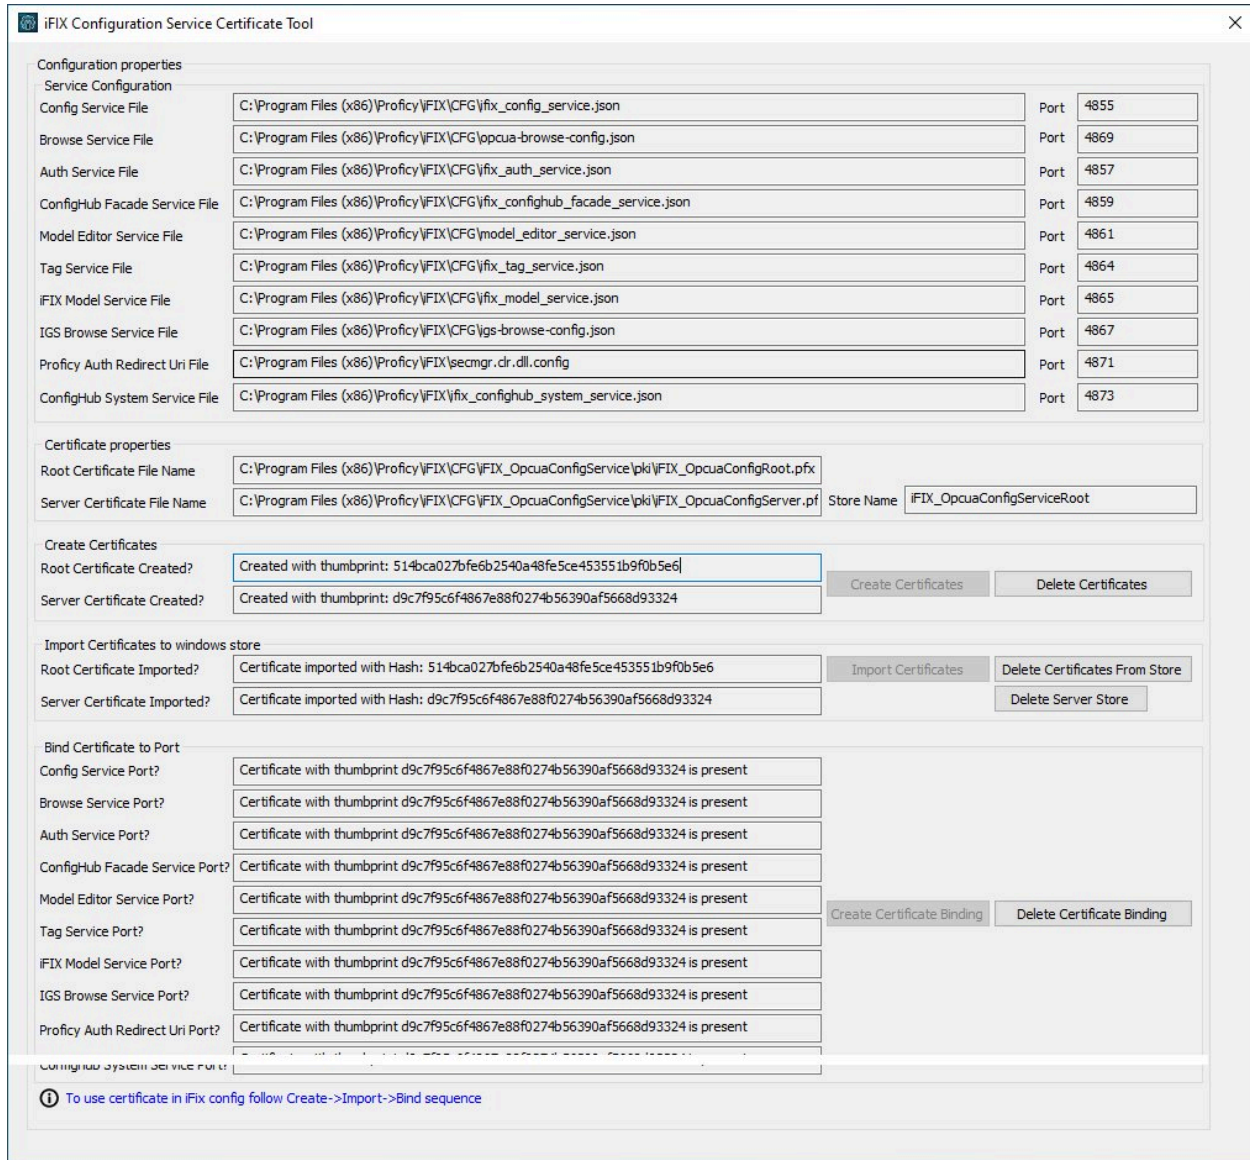 iFIX Configuration Service Certificate Tool
Configuration properties
Service Configuration
Config Service File C:\Program Files (x86)\Proficy\iFIX\CFG\ifix_config_service.json Port 4855
Browse Service File C:\Program Files (x86)\Proficy\iFIX\CFG\opcua-browse-config.json Port 4869
Auth Service File C:\Program Files (x86)\Proficy\iFIX\CFG\ifix_auth_service.json Port 4857
ConfigHub Facade Service File C:\Program Files (x86)\Proficy\iFIX\CFG\ifix_confighub_facade_service.json Port 4859
Model Editor Service File C:\Program Files (x86)\Proficy\iFIX\CFG\model_editor_service.json Port 4861
Tag Service File C:\Program Files (x86)\Proficy\iFIX\CFG\ifix_tag_service.json Port 4864
iFIX Model Service File C:\Program Files (x86)\Proficy\iFIX\CFG\ifix_model_service.json Port 4865
IGS Browse Service File C:\Program Files (x86)\Proficy\iFIX\CFG\igs-browse-config.json Port 4867
Proficy Auth Redirect Uri File C:\Program Files (x86)\Proficy\iFIX\secmgr.clr.dll.config Port 4871
ConfigHub System Service File C:\Program Files (x86)\Proficy\iFIX\ifix_confighub_system_service.json Port 4873
Certificate properties
Root Certificate File Name C:\Program Files (x86)\Proficy\iFIX\CFG\iFIX_OpcuaConfigService\pki\iFIX_OpcuaConfigRoot.pfx
Server Certificate File Name C:\Program Files (x86)\Proficy\iFIX\CFG\iFIX_OpcuaConfigService\pki\iFIX_OpcuaConfigServer.pf Store Name iFIX_OpcuaConfigServiceRoot
Create Certificates
Root Certificate Created? Created with thumbprint: 514bca027bfe6b2540a48fe5ce453551b9f0b5e6
Create Certificates Delete Certificates
Server Certificate Created? Created with thumbprint: d9c7f95c6f4867e88f0274b56390af5668d93324
Import Certificates to windows store
Root Certificate Imported? Certificate imported with Hash: 514bca027bfe6b2540a48fe5ce453551b9f0b5e6 Import Certificates Delete Certificates From Store
Server Certificate Imported? Certificate imported with Hash: d9c7f95c6f4867e88f0274b56390af5668d93324 Delete Server Store
Bind Certificate to Port
Config Service Port? Certificate with thumbprint d9c7f95c6f4867e88f0274b56390af5668d93324 is present
Browse Service Port? Certificate with thumbprint d9c7f95c6f4867e88f0274b56390af5668d93324 is present
Auth Service Port? Certificate with thumbprint d9c7f95c6f4867e88f0274b56390af5668d93324 is present
ConfigHub Facade Service Port? Certificate with thumbprint d9c7f95c6f4867e88f0274b56390af5668d93324 is present
Model Editor Service Port? Certificate with thumbprint d9c7f95c6f4867e88f0274b56390af5668d93324 is present
Create Certificate Binding Delete Certificate Binding
Tag Service Port? Certificate with thumbprint d9c7f95c6f4867e88f0274b56390af5668d93324 is present
iFIX Model Service Port? Certificate with thumbprint d9c7f95c6f4867e88f0274b56390af5668d93324 is present
IGS Browse Service Port? Certificate with thumbprint d9c7f95c6f4867e88f0274b56390af5668d93324 is present
Proficy Auth Redirect Uri Port? Certificate with thumbprint d9c7f95c6f4867e88f0274b56390af5668d93324 is present
Confighub System Service Port?
To use certificate in iFix config follow Create->Import->Bind sequence